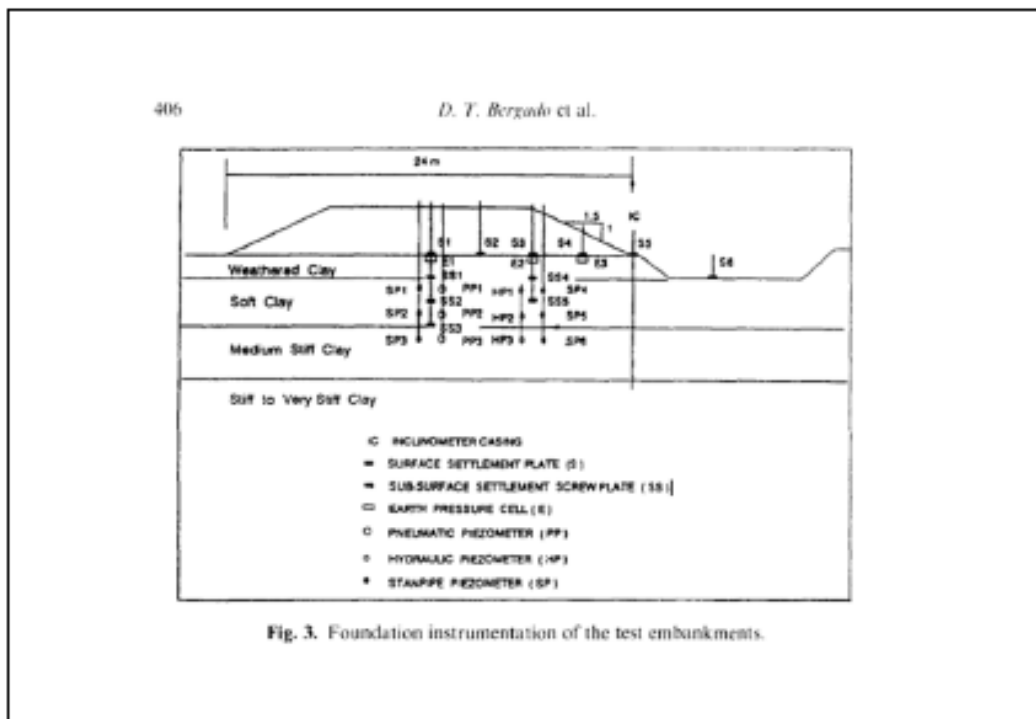 406
D. T. Bergado et al.
24 m
1.5
1
IC
S1 S2 S3 S4 S5
S6
E1 E2 E3
Weathered Clay
SS1 SS4
SP1 PP1 HP1 SP4
Soft Clay
SS2 SS5
SP2 PP2 HP2 SP5
SS3
SP3 PP3 HP3 SP6
Medium Stiff Clay
Stiff to Very Stiff Clay
IC INCLINOMETER CASING
SURFACE SETTLEMENT PLATE (S)
SUB-SURFACE SETTLEMENT SCREW PLATE (SS)
EARTH PRESSURE CELL (E)
PNEUMATIC PIEZOMETER (PP)
HYDRAULIC PIEZOMETER (HP)
STANPIPE PIEZOMETER (SP)
Fig. 3. Foundation instrumentation of the test embankments.